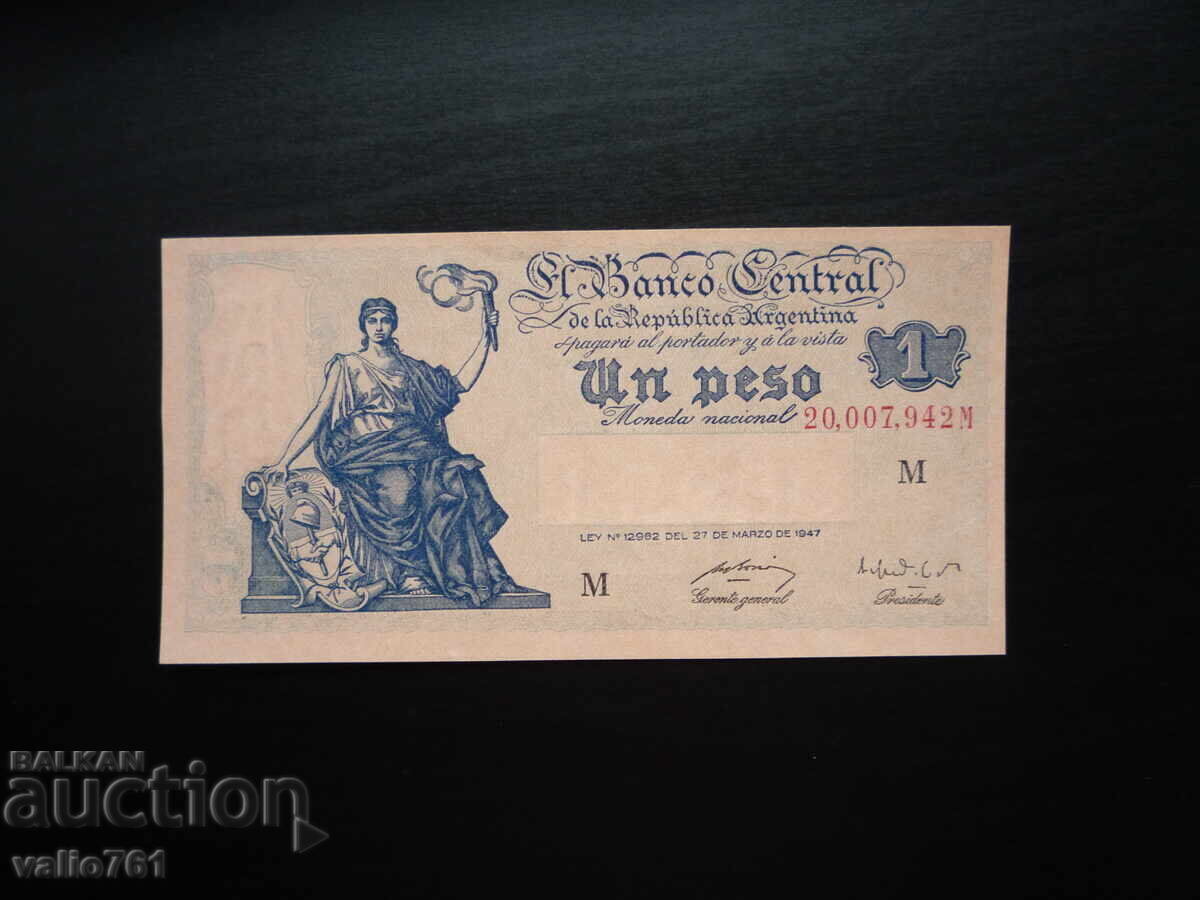 El Banco Central
de la República Argentina
pagará al portador y á la vista
Un peso
1
Moneda nacional
20,007,942M
M
LEY Nº 12962 DEL 27 DE MARZO DE 1947
M
Gerente general
Presidente
BALKAN
auction
valio761